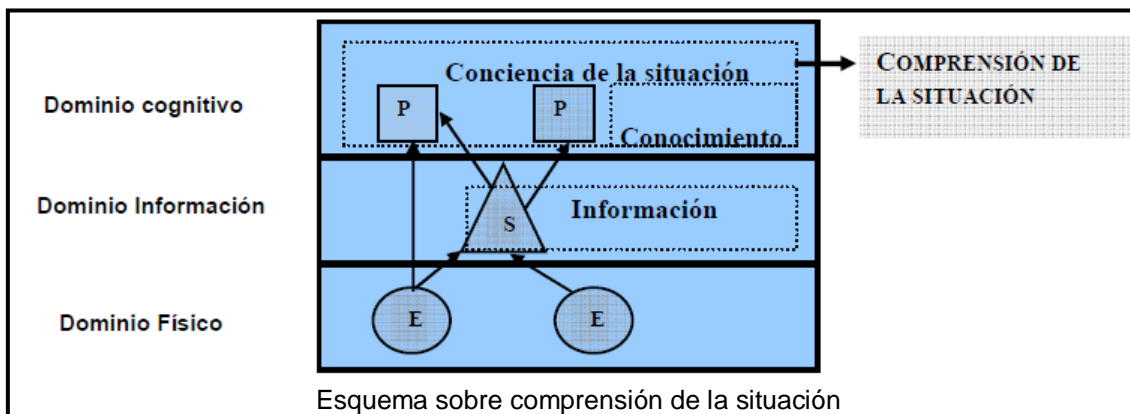 Conciencia de la situación
COMPRENSIÓN DE
LA SITUACIÓN
Dominio cognitivo
P
P
Conocimiento
Dominio Información
Información
S
Dominio Físico
E
E
Esquema sobre comprensión de la situación